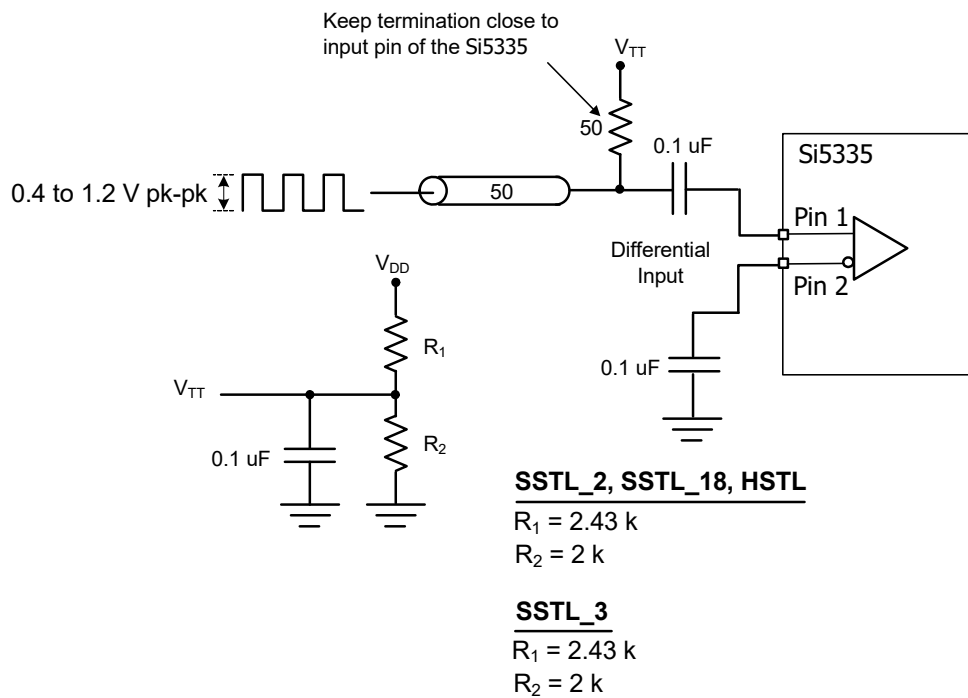 Keep termination close to
input pin of the Si5335
V_TT
50
0.1 uF
Si5335
0.4 to 1.2 V pk-pk
50
Pin 1
Differential
Input
Pin 2
V_DD
R_1
0.1 uF
V_TT
R_2
0.1 uF
SSTL_2, SSTL_18, HSTL
R_1 = 2.43 k
R_2 = 2 k
SSTL_3
R_1 = 2.43 k
R_2 = 2 k